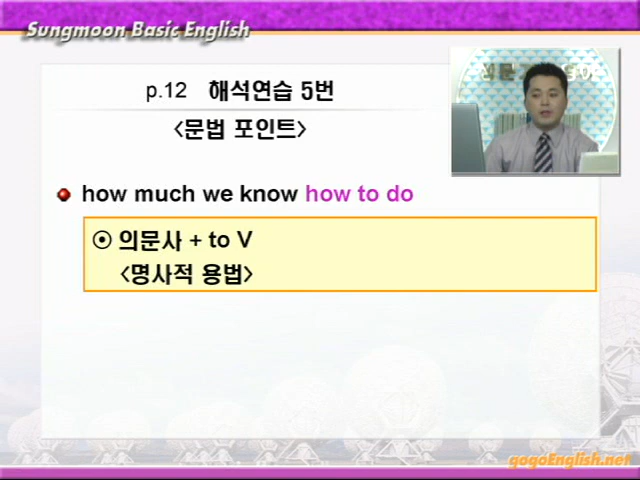 Sungmoon Basic English
p.12 해석연습 5번
<문법 포인트>
how much we know how to do
⊙ 의문사 + to V
<명사적 용법>
gogoEnglish.net